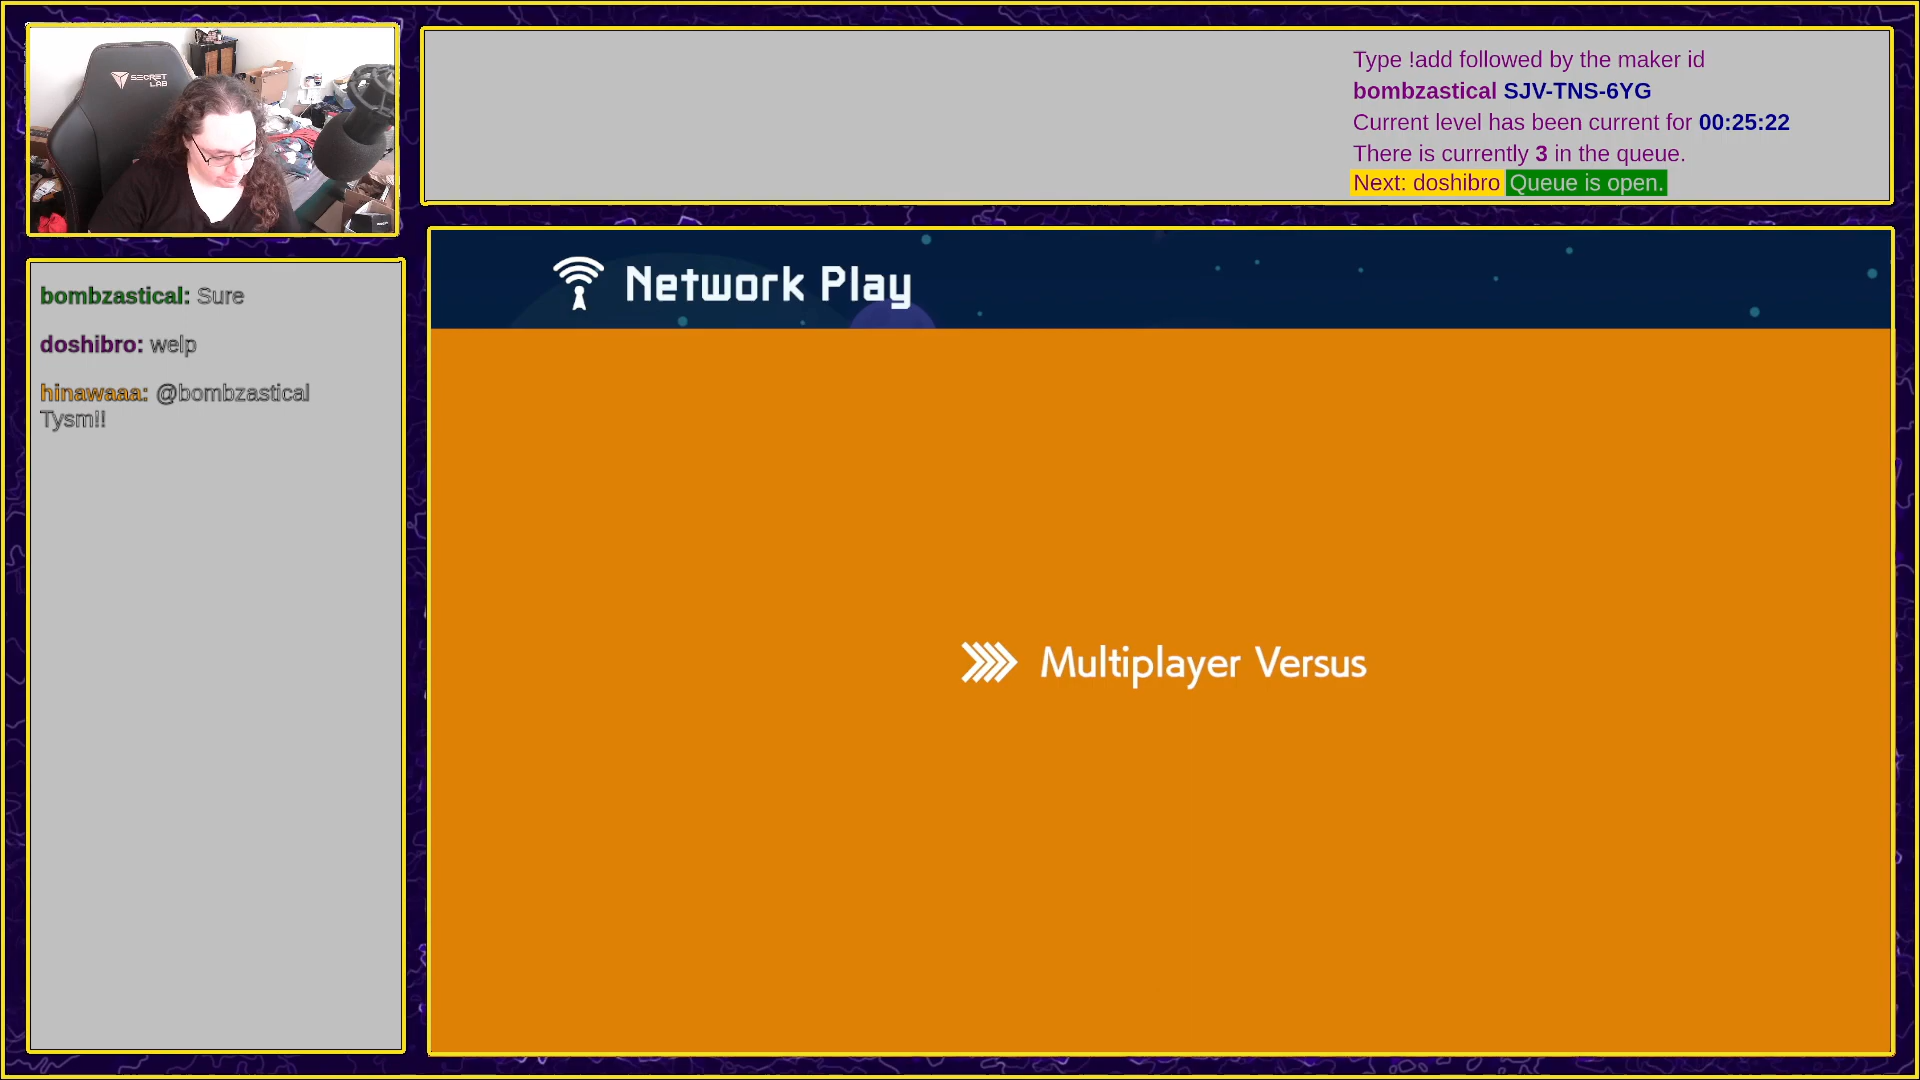 SECRET
LAB
Type !add followed by the maker id
bombzastical SJV-TNS-6YG
Current level has been current for 00:25:22
There is currently 3 in the queue.
Next: doshibro Queue is open.
bombzastical: Sure
doshibro: welp
hinawaaa: @bombzastical
Tysm!!
Network Play
Multiplayer Versus